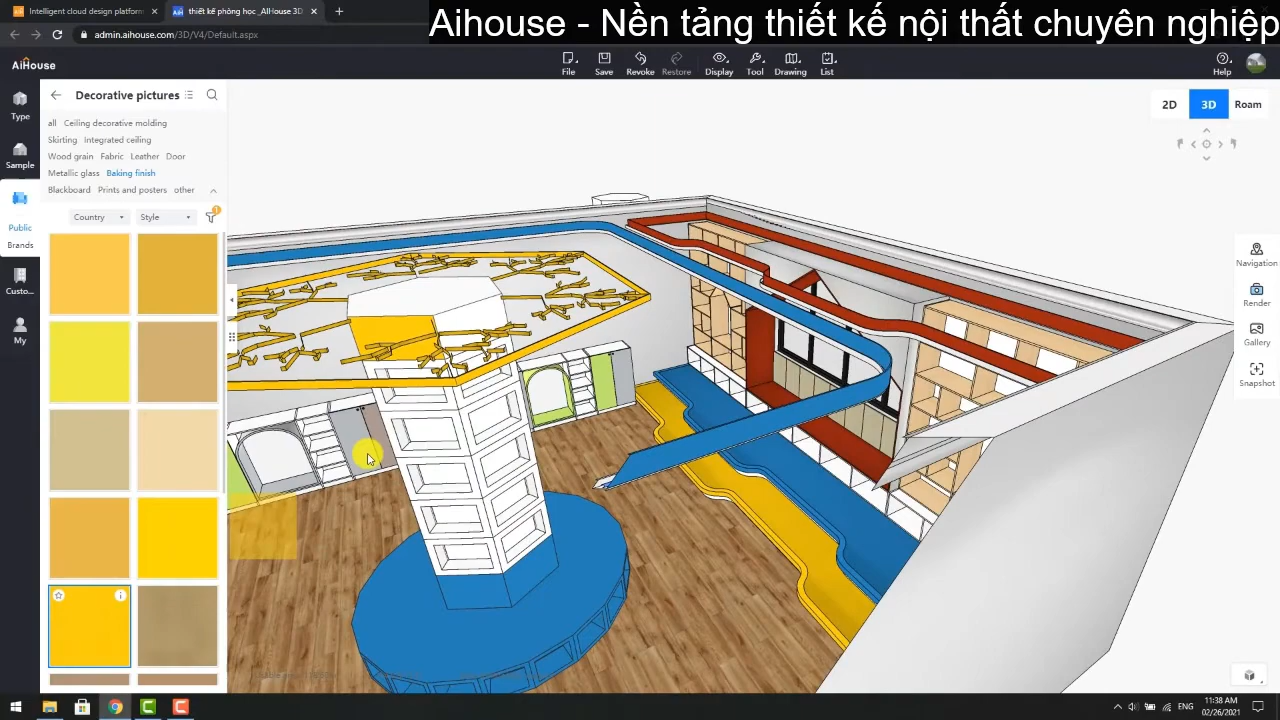 Intelligent cloud design platform
thiết kế phòng học _AIHouse 3D
Aihouse - Nền tảng thiết kế nội thất chuyên nghiệp
admin.aihouse.com/3D/V4/Default.aspx
AiHouse
File
Save
Revoke
Restore
Display
Tool
Drawing
List
Help
Type
Sample
Public
Brands
Custo...
My
Decorative pictures
all Ceiling decorative molding
Skirting Integrated ceiling
Wood grain Fabric Leather Door
Metallic glass Baking finish
Blackboard Prints and posters other
Country
Style
1
2D
3D
Roam
Navigation
Render
Gallery
Snapshot
ENG
11:38 AM
02/26/2021